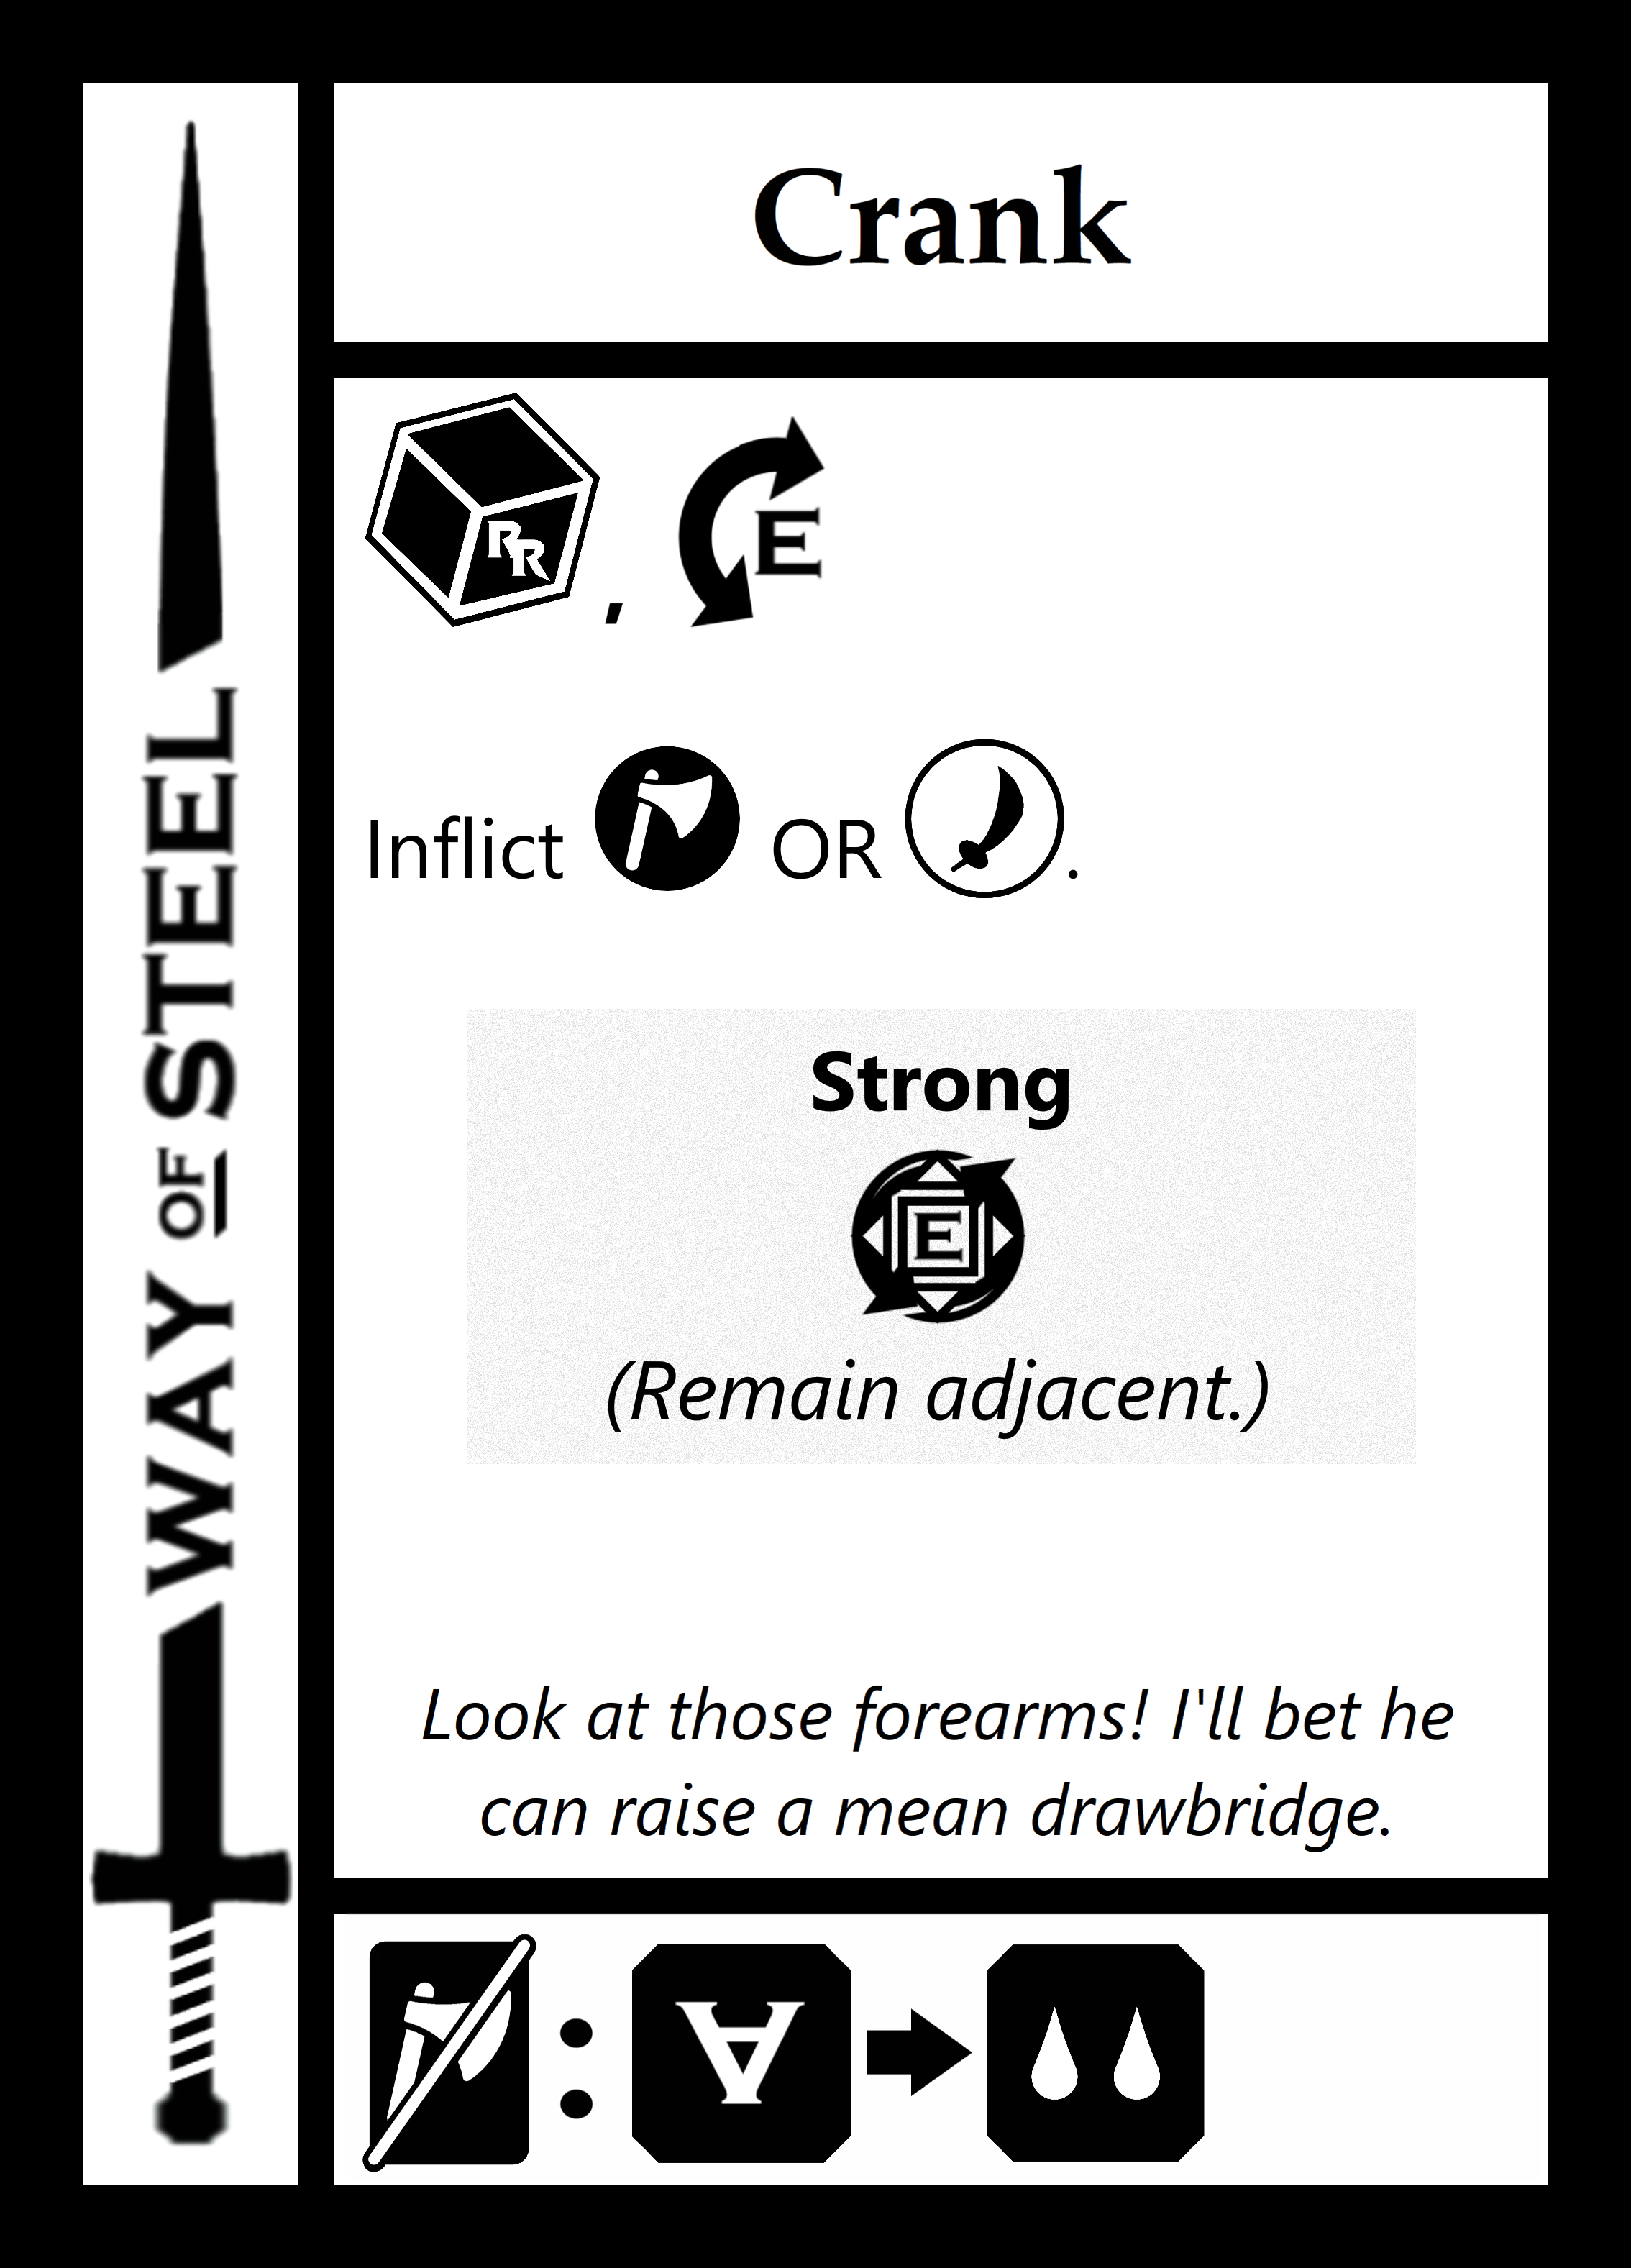 WAY OF STEEL
Crank
RR, E
Inflict OR .
Strong
E
(Remain adjacent.)
Look at those forearms! I'll bet he
can raise a mean drawbridge.
: ∀